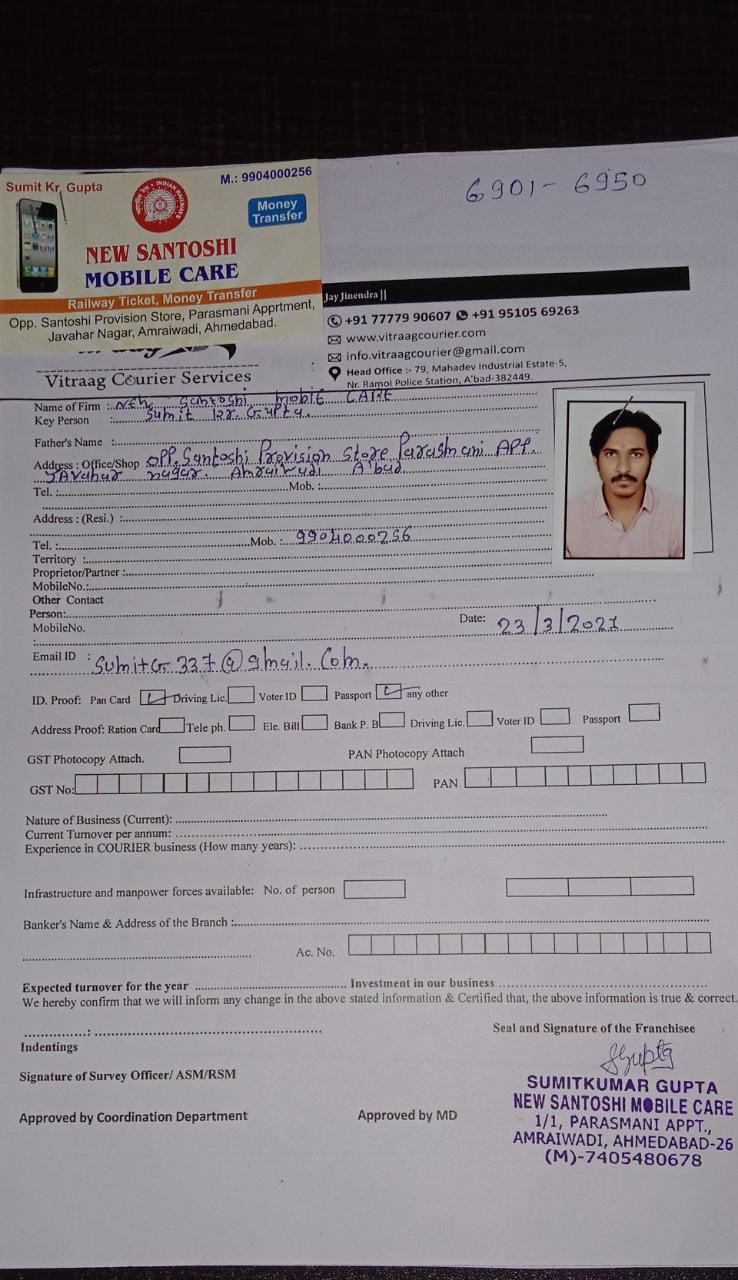 6901 - 6950
Sumit Kr. Gupta
M.: 9904000256
INDIAN RAILWAYS
Money
Transfer
NEW SANTOSHI
MOBILE CARE
Railway Ticket, Money Transfer
Opp. Santoshi Provision Store, Parasmani Apprtment,
Javahar Nagar, Amraiwadi, Ahmedabad.
Jay Jinendra ||
+91 77779 90607 +91 95105 69263
www.vitraagcourier.com
info.vitraagcourier@gmail.com
Head Office :- 79, Mahadev Industrial Estate-5,
Nr. Ramol Police Station, A'bad-382449.
Vitraag Courier Services
Name of Firm : New Santoshi Mobile CARE
Key Person : Sumit kr. Gupta.
Father's Name :
Address : Office/Shop OPP. Santoshi Provision Store Parasmani APP.
JAVahar nagar. Amraiwadi A'bad
Tel. : Mob. :
Address : (Resi.) :
Tel. : Mob. : 9904000256
Territory :
Proprietor/Partner :
MobileNo.:
Other Contact
Person:
MobileNo. Date: 23/3/2021
:
Email ID : SumitG337@gmail.Com.
ID. Proof: Pan Card Driving Lic. Voter ID Passport any other
Address Proof: Ration Card Tele ph. Ele. Bill Bank P. B Driving Lic. Voter ID Passport
GST Photocopy Attach. PAN Photocopy Attach
GST No: PAN
Nature of Business (Current):
Current Turnover per annum:
Experience in COURIER business (How many years):
Infrastructure and manpower forces available: No. of person
Banker's Name & Address of the Branch :
Ac. No.
Expected turnover for the year Investment in our business
We hereby confirm that we will inform any change in the above stated information & Certified that, the above information is true & correct.
Seal and Signature of the Franchisee
Indentings
SGupta
Signature of Survey Officer/ ASM/RSM
SUMITKUMAR GUPTA
NEW SANTOSHI MOBILE CARE
Approved by Coordination Department Approved by MD
1/1, PARASMANI APPT.,
AMRAIWADI, AHMEDABAD-26
(M)-7405480678